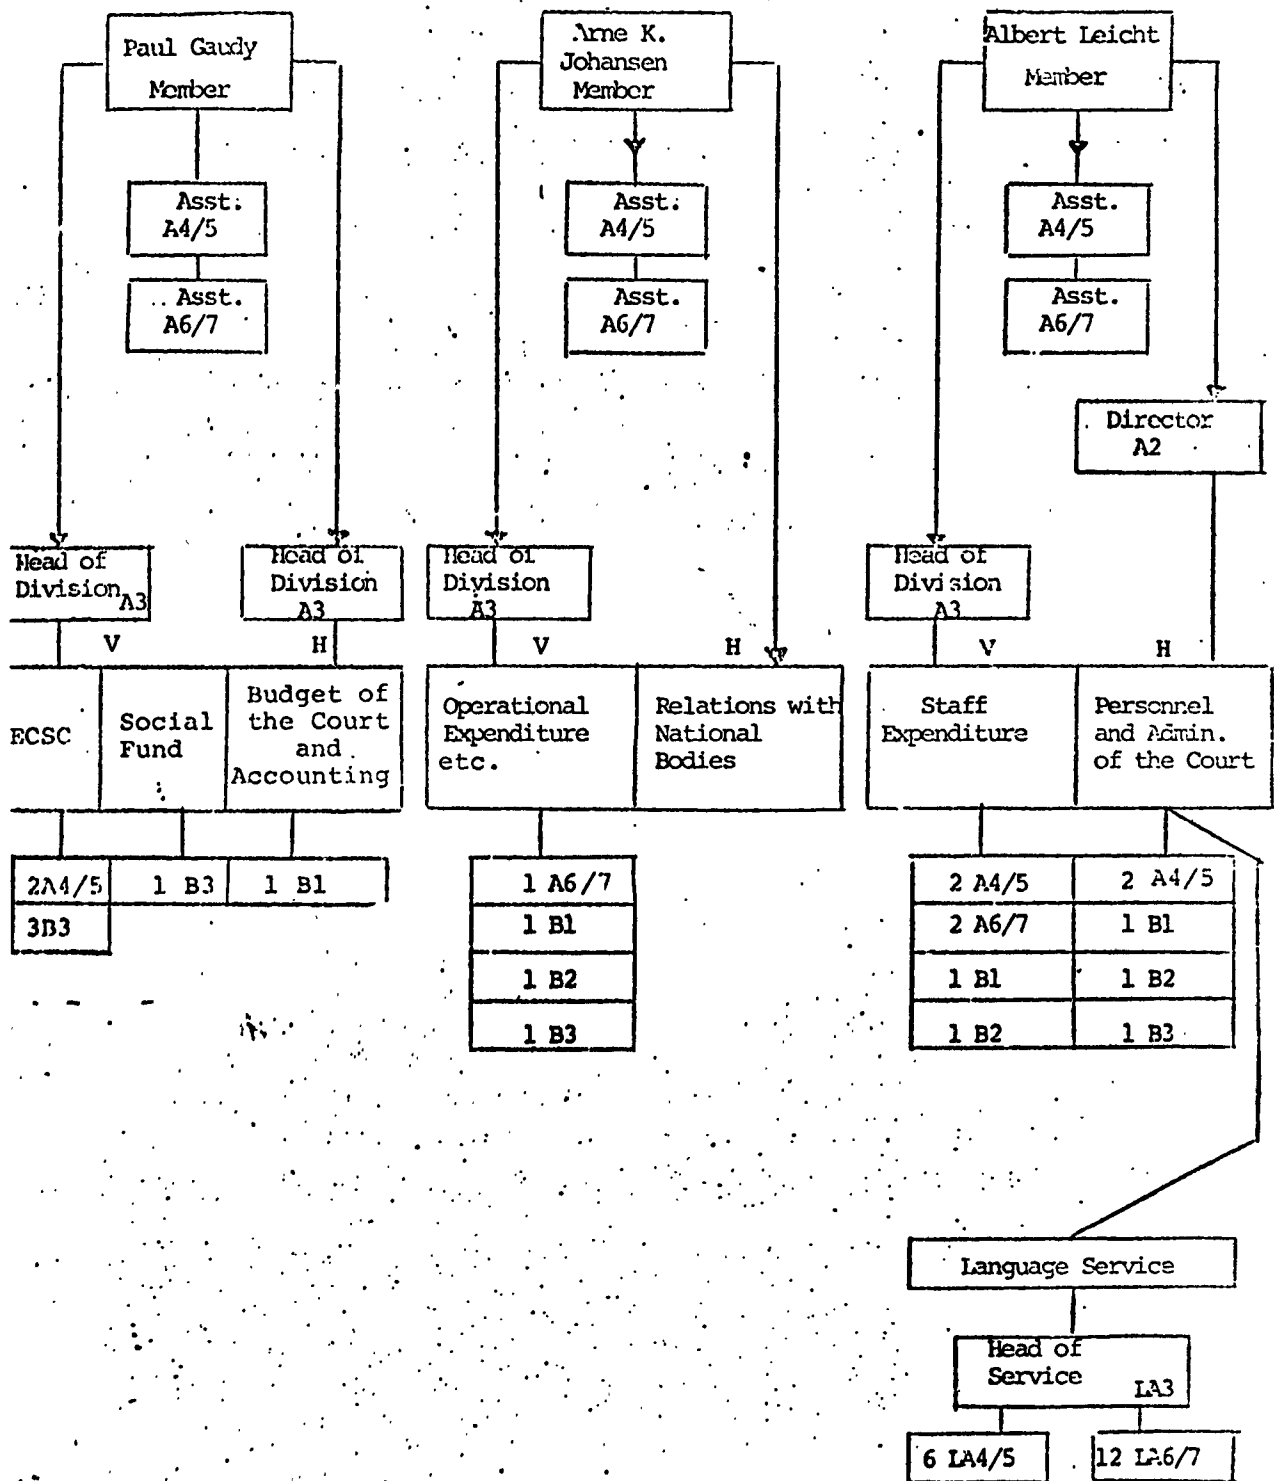 Paul Gaudy
Member
Asst.
A4/5
Asst.
A6/7
Head of
Division A3
Head of
Division
A3
V
H
ECSC
Social
Fund
Budget of
the Court
and
Accounting
2A4/5
1 B3
1 B1
3B3
Arne K.
Johansen
Member
Asst.
A4/5
Asst.
A6/7
Head of
Division
A3
V
H
Operational
Expenditure
etc.
Relations with
National
Bodies
1 A6/7
1 B1
1 B2
1 B3
Albert Leicht
Member
Asst.
A4/5
Asst.
A6/7
Director
A2
Head of
Division
A3
V
H
Staff
Expenditure
Personnel
and Admin.
of the Court
2 A4/5
2 A4/5
2 A6/7
1 B1
1 B1
1 B2
1 B2
1 B3
Language Service
Head of
Service
LA3
6 LA4/5
12 LA6/7